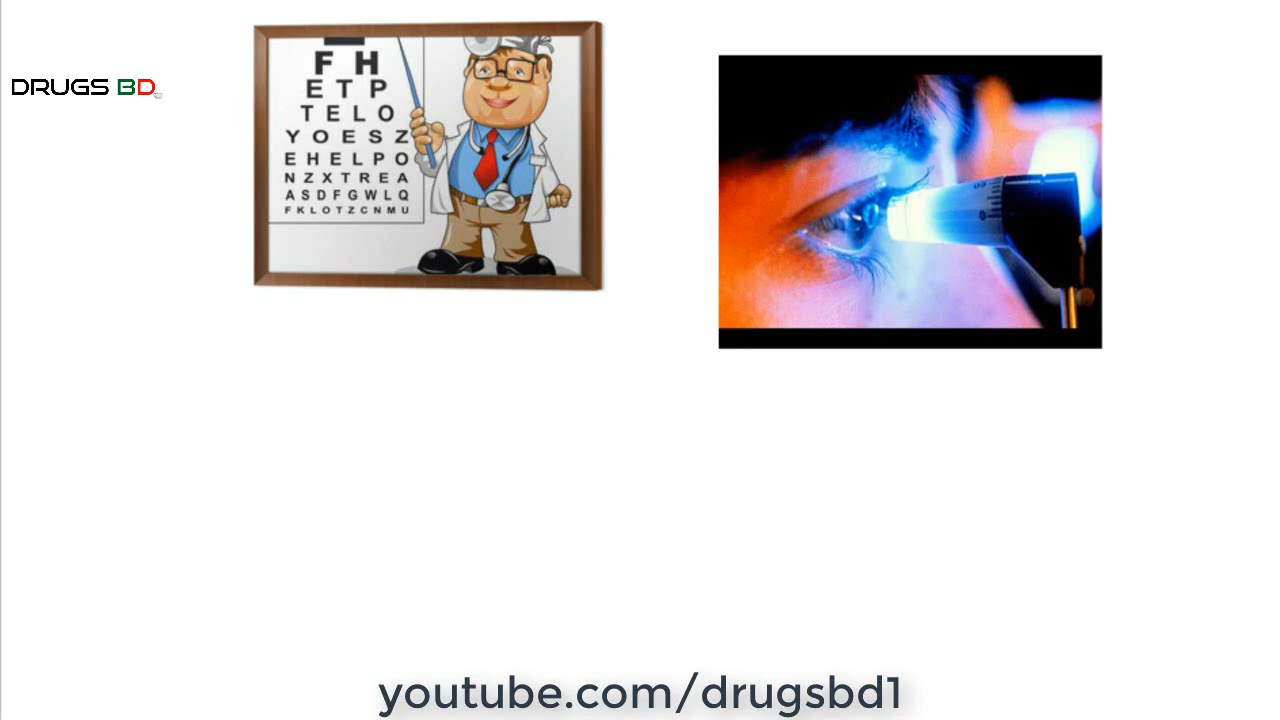 DRUGS BD
F H
E T P
T E L O
Y O E S Z
E H E L P O
N Z X T R E A
A S D F G W L Q
F K L O T Z C N M U
youtube.com/drugsbd1